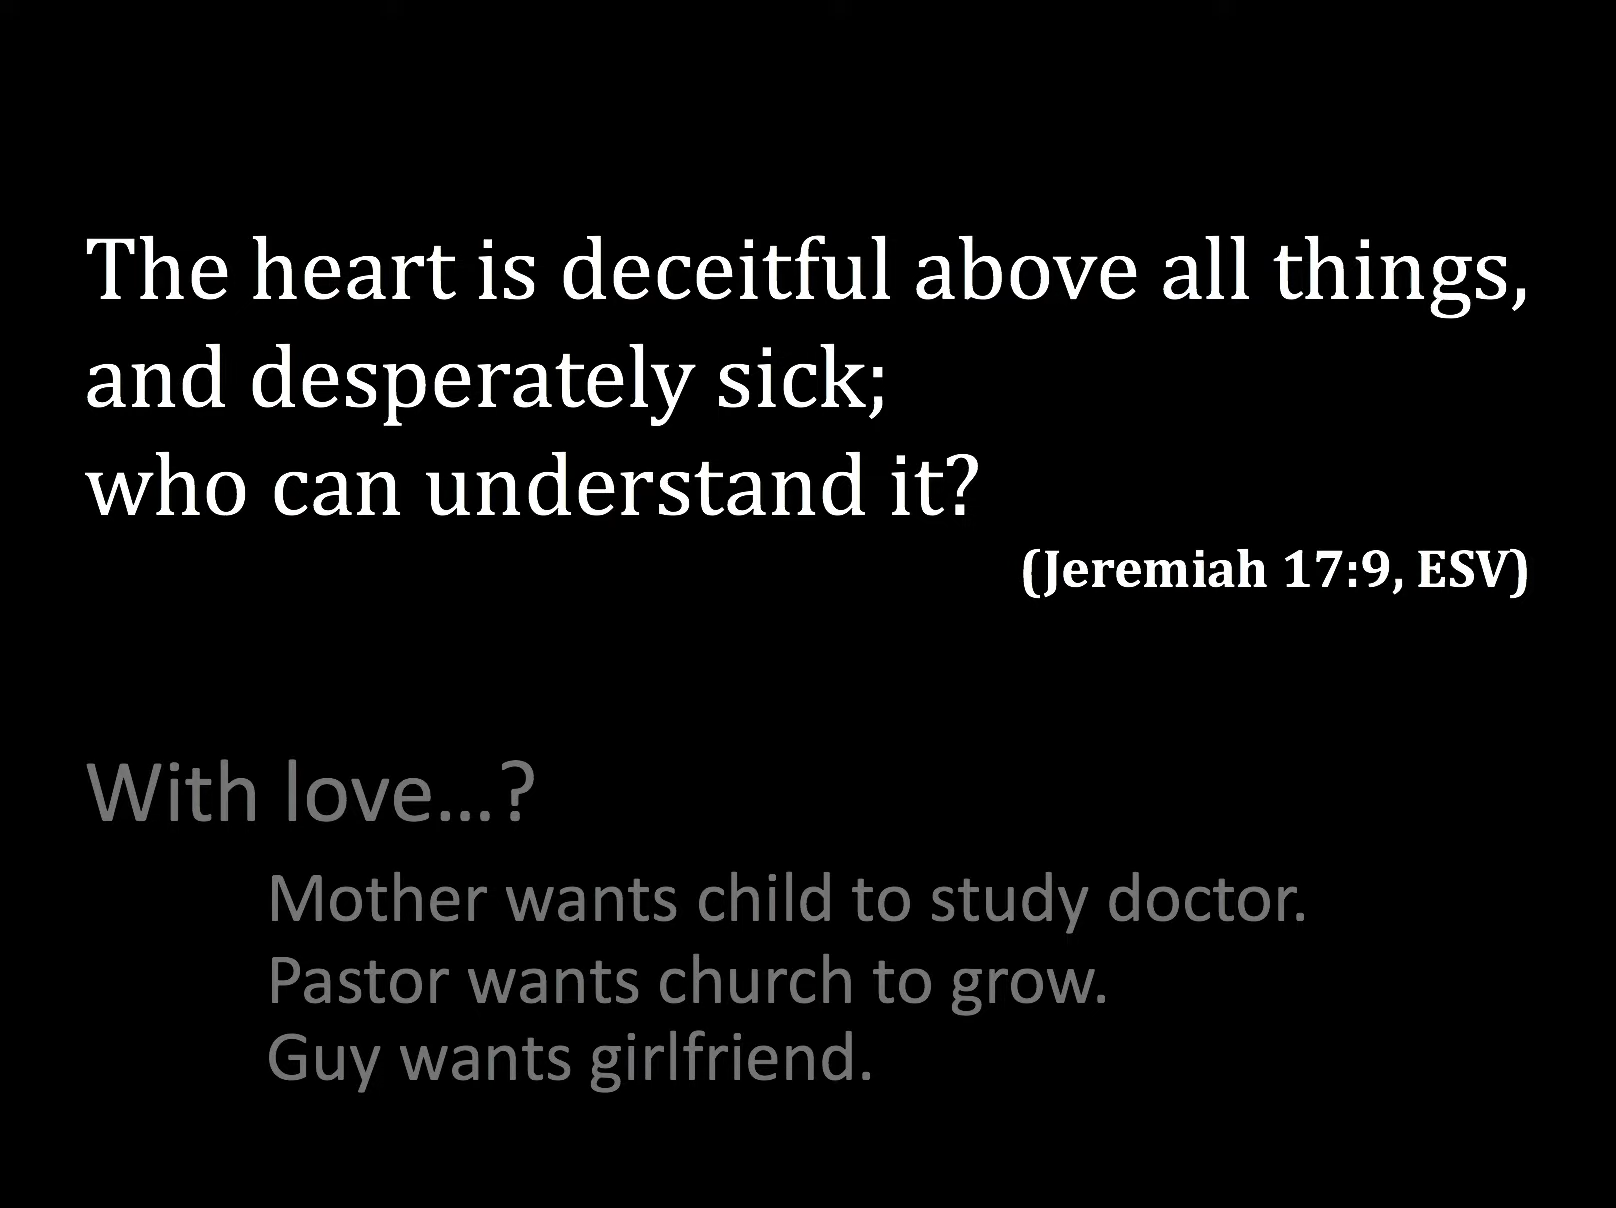 The heart is deceitful above all things,
and desperately sick;
who can understand it?
(Jeremiah 17:9, ESV)
With love…?
Mother wants child to study doctor.
Pastor wants church to grow.
Guy wants girlfriend.